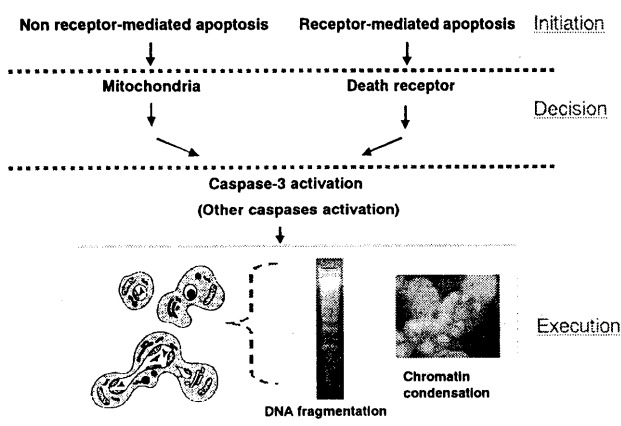 Non receptor-mediated apoptosis
Receptor-mediated apoptosis
Initiation
Mitochondria
Death receptor
Decision
Caspase-3 activation
(Other caspases activation)
Execution
Chromatin
condensation
DNA fragmentation